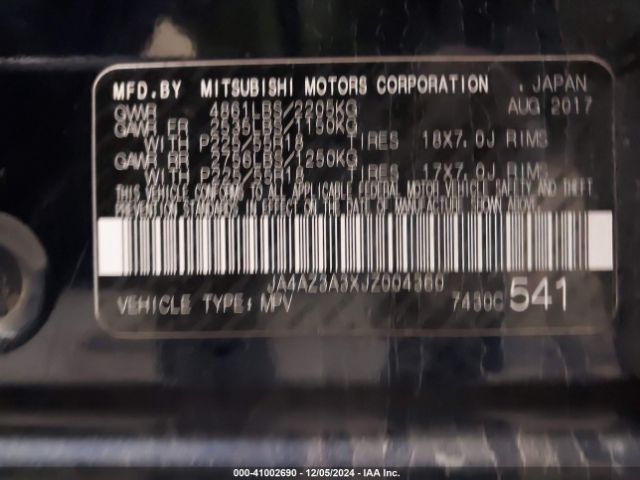 MFD.BY MITSUBISHI MOTORS CORPORATION , JAPAN
GVWR 4861LBS/2205KG AUG 2017
GAWR FR 2535LBS/1150KG
WITH P225/55R18 TIRES 18X7.0J RIMS
GAWR RR 2756LBS/1250KG
WITH P225/55R18 TIRES 17X7.0J RIMS
THIS VEHICLE CONFORMS TO ALL APPLICABLE FEDERAL MOTOR VEHICLE SAFETY AND THEFT
PREVENTION STANDARDS IN EFFECT ON THE DATE OF MANUFACTURE SHOWN ABOVE.
JA4AZ3A3XJZ004360
VEHICLE TYPE: MPV 7430C 541
000-41002690 - 12/05/2024 - IAA Inc.